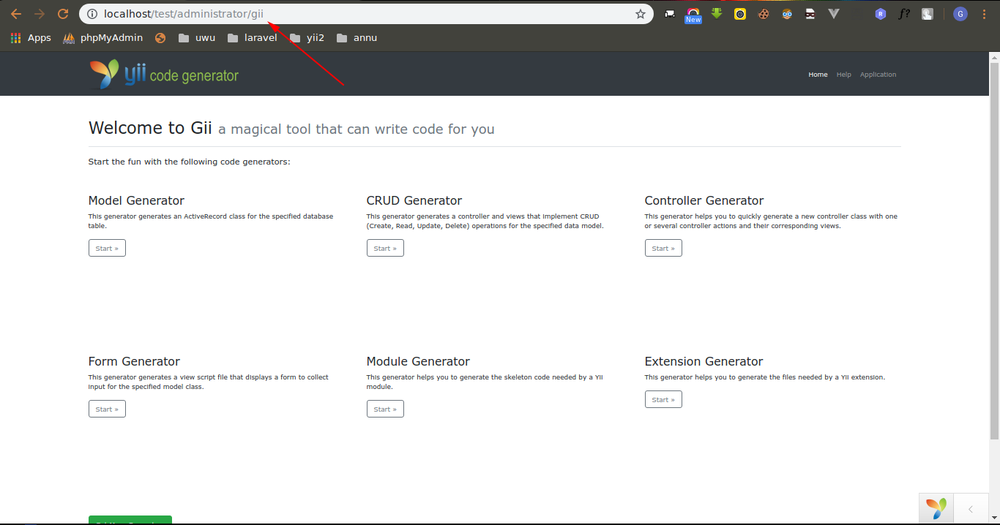 localhost/test/administrator/gii
New
R
f?
G
Apps
phpMyAdmin
uwu
laravel
yii2
annu
yii code generator
Home
Help
Application
Welcome to Gii a magical tool that can write code for you
Start the fun with the following code generators:
Model Generator
This generator generates an ActiveRecord class for the specified database
table.
Start »
CRUD Generator
This generator generates a controller and views that implement CRUD
(Create, Read, Update, Delete) operations for the specified data model.
Start »
Controller Generator
This generator helps you to quickly generate a new controller class with one
or several controller actions and their corresponding views.
Start »
Form Generator
This generator generates a view script file that displays a form to collect
input for the specified model class.
Start »
Module Generator
This generator helps you to generate the skeleton code needed by a Yii
module.
Start »
Extension Generator
This generator helps you to generate the files needed by a Yii extension.
Start »